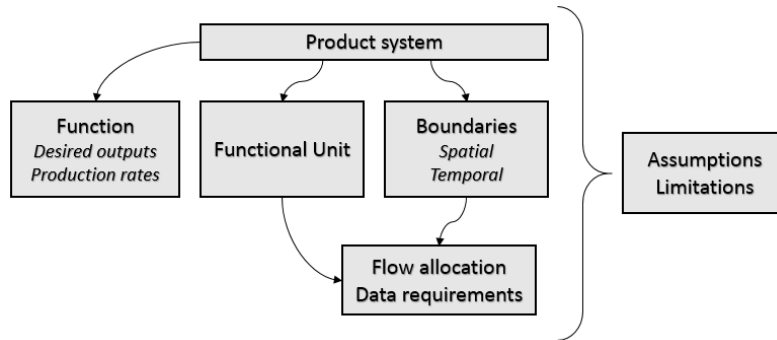 Product system
Function
Desired outputs
Production rates
Functional Unit
Boundaries
Spatial
Temporal
Assumptions
Limitations
Flow allocation
Data requirements